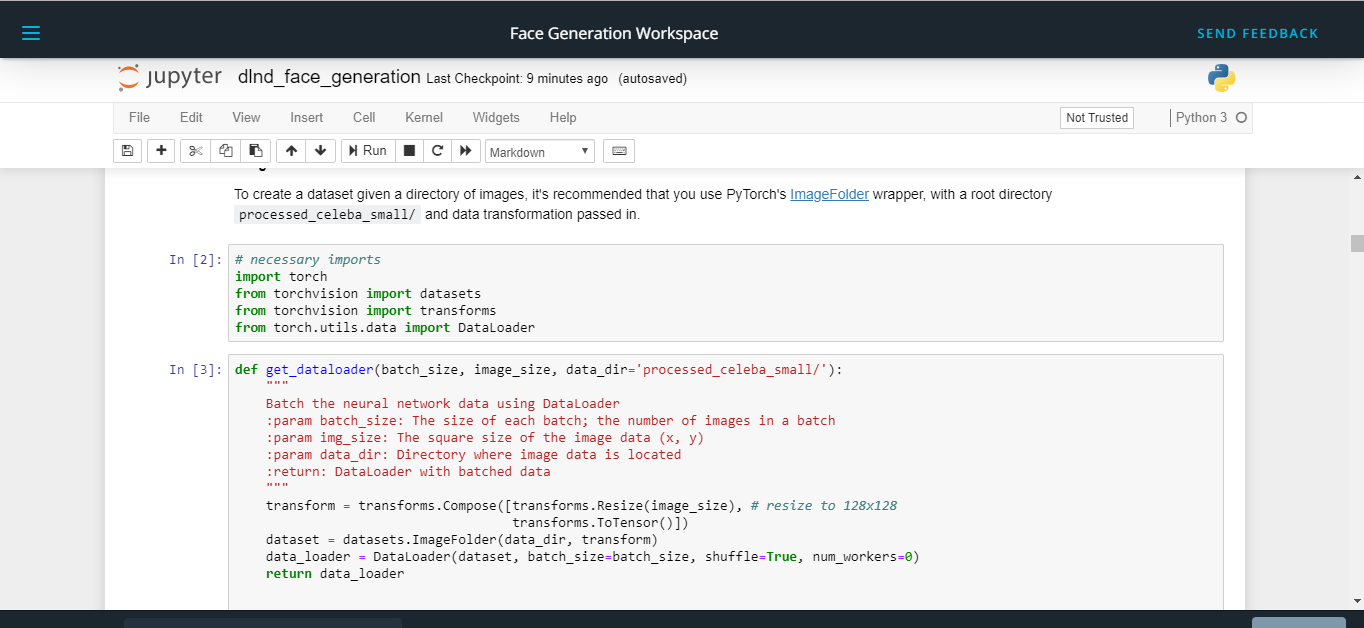 Face Generation Workspace
SEND FEEDBACK
jupyter dlnd_face_generation Last Checkpoint: 9 minutes ago (autosaved)
File Edit View Insert Cell Kernel Widgets Help Not Trusted Python 3
Run Markdown
To create a dataset given a directory of images, it's recommended that you use PyTorch's ImageFolder wrapper, with a root directory
processed_celeba_small/ and data transformation passed in.
In [2]: # necessary imports
import torch
from torchvision import datasets
from torchvision import transforms
from torch.utils.data import DataLoader
In [3]: def get_dataloader(batch_size, image_size, data_dir='processed_celeba_small/'):
"""
Batch the neural network data using DataLoader
:param batch_size: The size of each batch; the number of images in a batch
:param img_size: The square size of the image data (x, y)
:param data_dir: Directory where image data is located
:return: DataLoader with batched data
"""
transform = transforms.Compose([transforms.Resize(image_size), # resize to 128x128
transforms.ToTensor()])
dataset = datasets.ImageFolder(data_dir, transform)
data_loader = DataLoader(dataset, batch_size=batch_size, shuffle=True, num_workers=0)
return data_loader